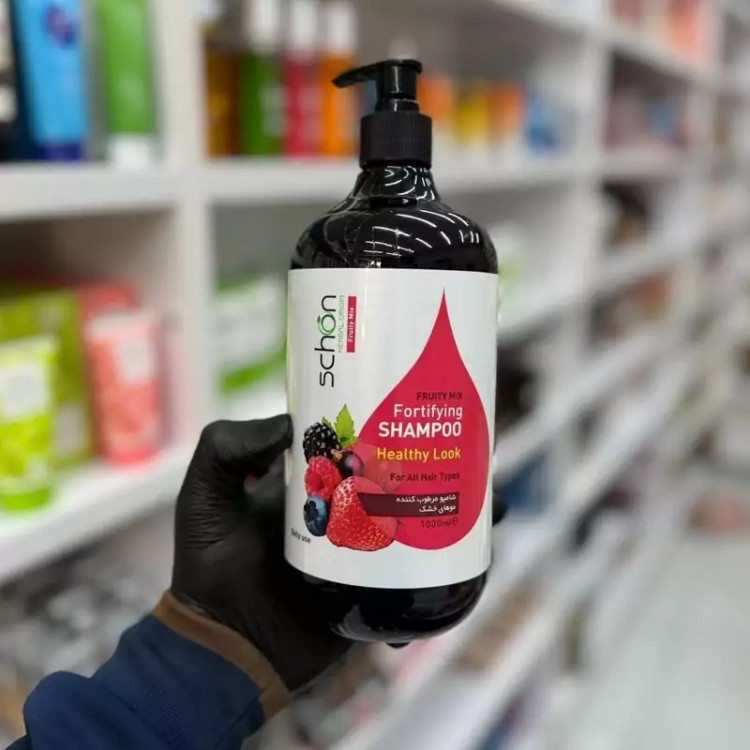 schön
HERBAL ORIGIN
Fruity Mix
FRUITY MIX
Fortifying
SHAMPOO
Healthy Look
For All Hair Types
شامپو مرطوب کننده
موهای خشک
1000ml e
Daily use